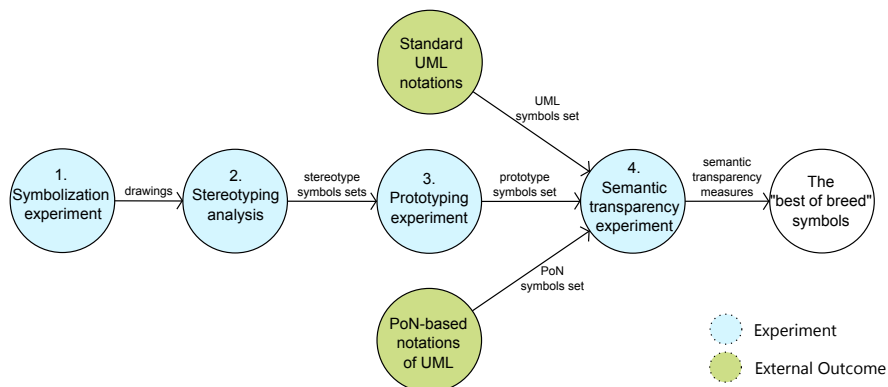 Standard
UML
notations
UML
symbols set
1.
Symbolization
experiment
drawings
2.
Stereotyping
analysis
stereotype
symbols sets
3.
Prototyping
experiment
prototype
symbols set
4.
Semantic
transparency
experiment
semantic
transparency
measures
The
"best of breed"
symbols
PoN
symbols set
PoN-based
notations
of UML
Experiment
External Outcome